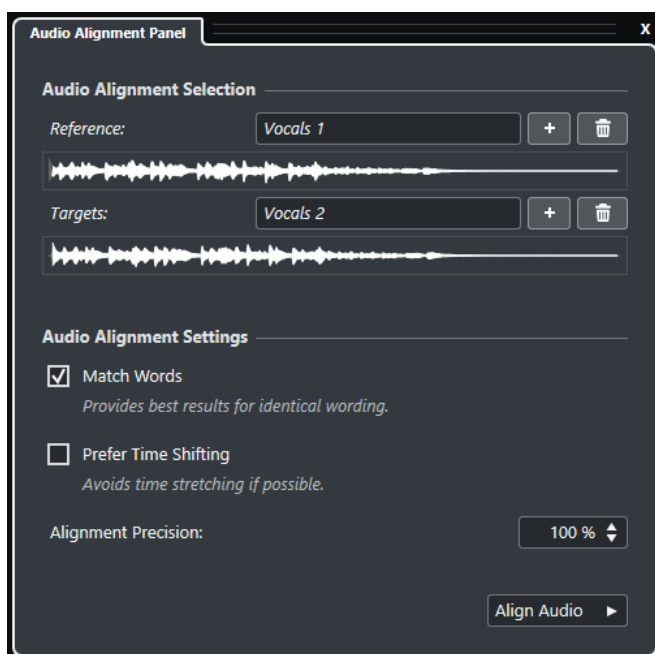 Audio Alignment Panel
x
Audio Alignment Selection
Reference:
Vocals 1
+
Targets:
Vocals 2
+
Audio Alignment Settings
Match Words
Provides best results for identical wording.
Prefer Time Shifting
Avoids time stretching if possible.
Alignment Precision:
100 %
Align Audio